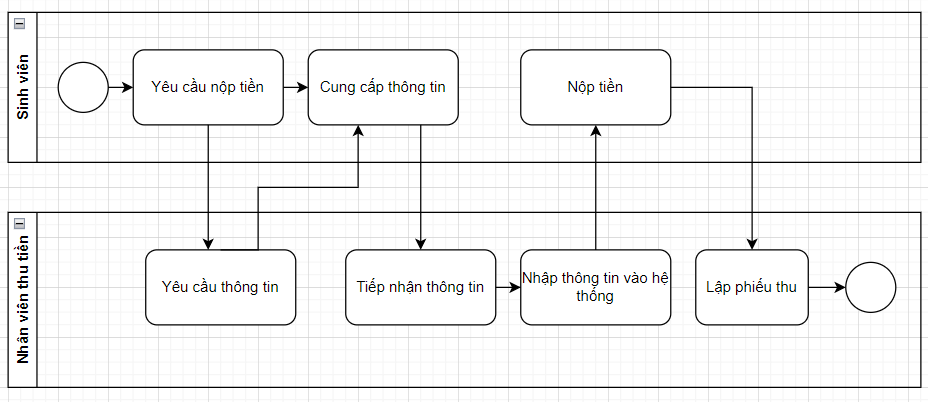 Sinh viên
Yêu cầu nộp tiền
Cung cấp thông tin
Nộp tiền
Nhân viên thu tiền
Yêu cầu thông tin
Tiếp nhận thông tin
Nhập thông tin vào hệ
thống
Lập phiếu thu